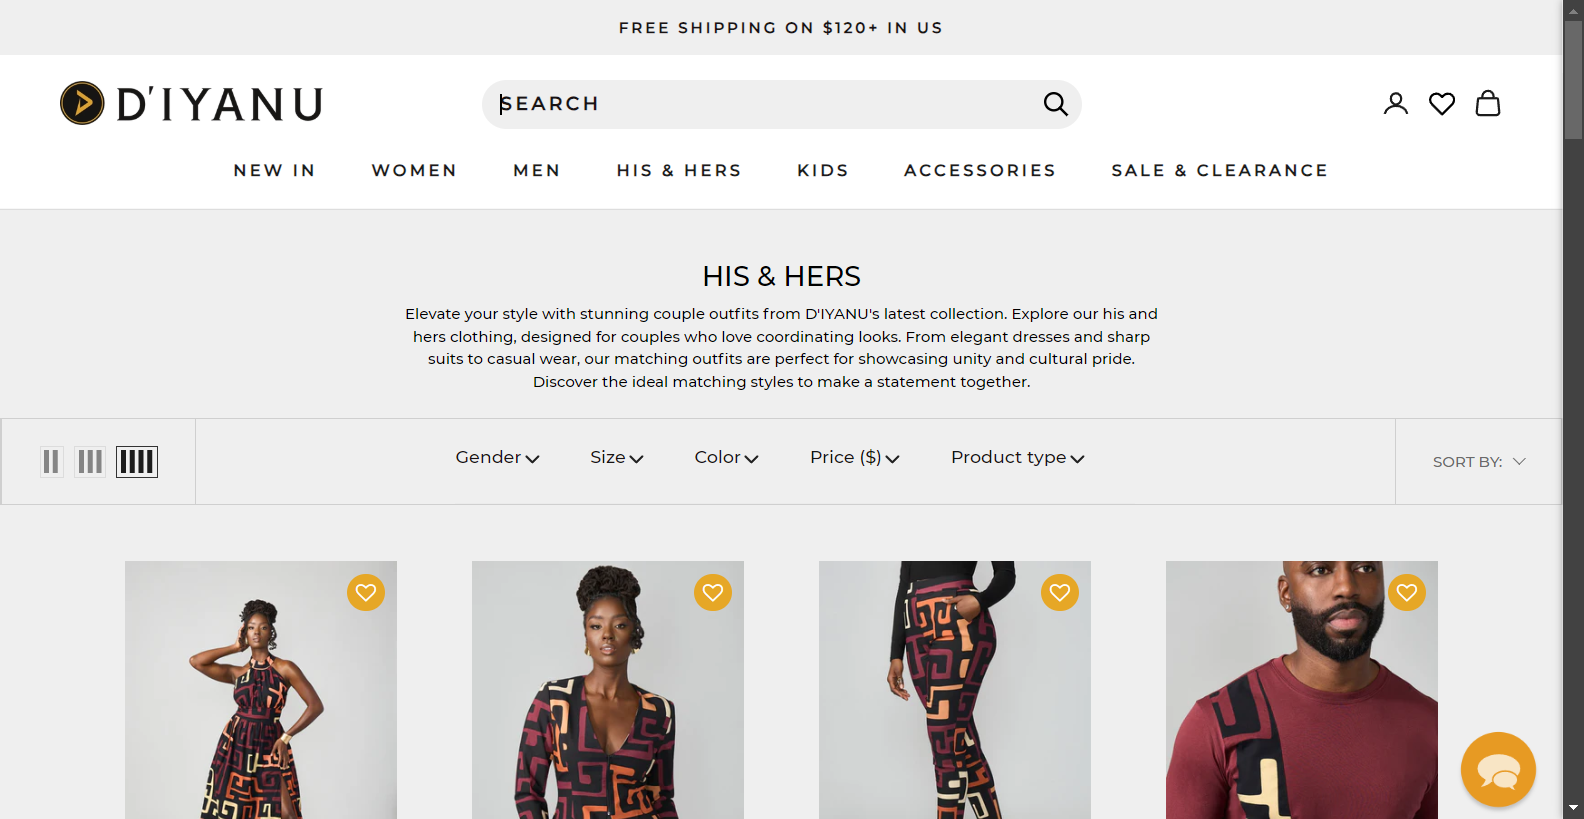 FREE SHIPPING ON $120+ IN US
D'IYANU
SEARCH
NEW IN
WOMEN
MEN
HIS & HERS
KIDS
ACCESSORIES
SALE & CLEARANCE
HIS & HERS
Elevate your style with stunning couple outfits from D'IYANU's latest collection. Explore our his and
hers clothing, designed for couples who love coordinating looks. From elegant dresses and sharp
suits to casual wear, our matching outfits are perfect for showcasing unity and cultural pride.
Discover the ideal matching styles to make a statement together.
Gender
Size
Color
Price ($)
Product type
SORT BY: